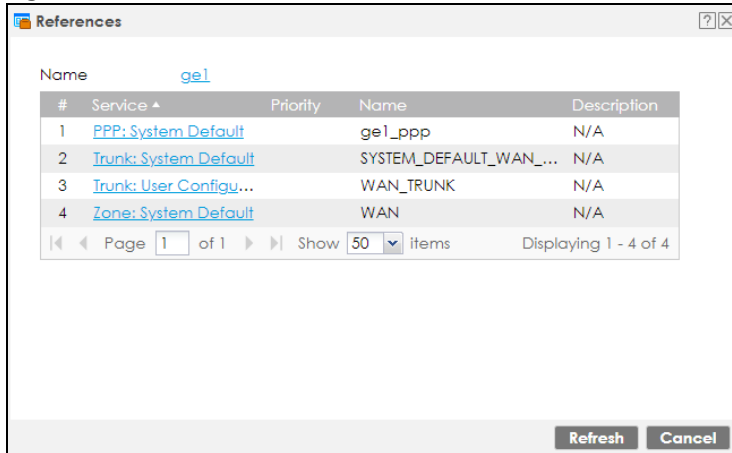 References
Name ge1
# Service Priority Name Description
1 PPP: System Default ge1_ppp N/A
2 Trunk: System Default SYSTEM_DEFAULT_WAN_... N/A
3 Trunk: User Configu... WAN_TRUNK N/A
4 Zone: System Default WAN N/A
Page 1 of 1 Show 50 items Displaying 1 - 4 of 4
Refresh Cancel